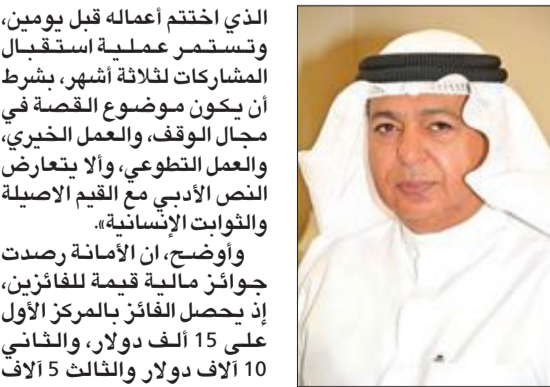 الذي اختتم أعماله قبل يومين،
وتستمر عملية استقبال
المشاركات لثلاثة أشهر، بشرط
أن يكون موضوع القصة في
مجال الوقف، والعمل الخيري،
والعمل التطوعي، وألا يتعارض
النص الأدبي مع القيم الاصيلة
والثوابت الإنسانية».
وأوضح، ان الأمانة رصدت
جوائز مالية قيمة للفائزين،
إذ يحصل الفائز بالمركز الأول
على 15 ألف دولار، والثاني
10 آلاف دولار والثالث 5 آلاف